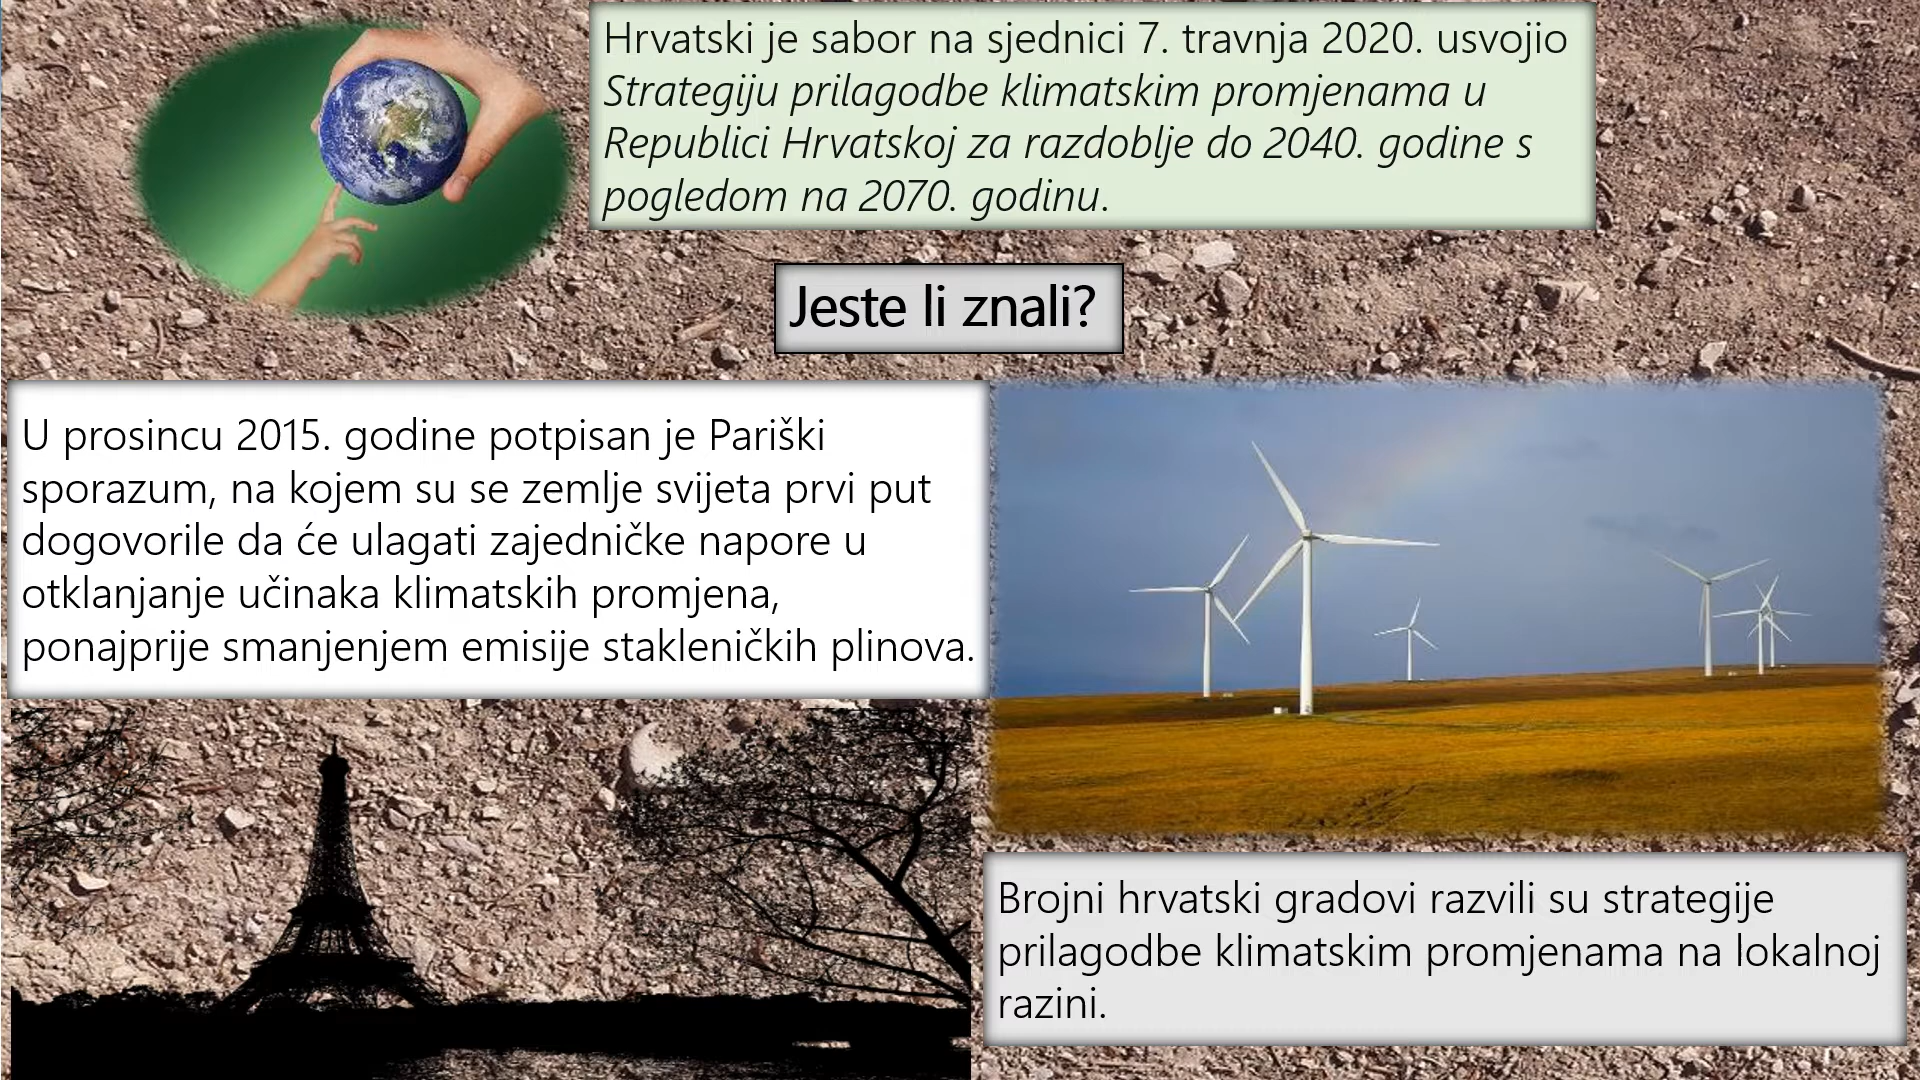 Hrvatski je sabor na sjednici 7. travnja 2020. usvojio
Strategiju prilagodbe klimatskim promjenama u
Republici Hrvatskoj za razdoblje do 2040. godine s
pogledom na 2070. godinu.
Jeste li znali?
U prosincu 2015. godine potpisan je Pariški
sporazum, na kojem su se zemlje svijeta prvi put
dogovorile da će ulagati zajedničke napore u
otklanjanje učinaka klimatskih promjena,
ponajprije smanjenjem emisije stakleničkih plinova.
Brojni hrvatski gradovi razvili su strategije
prilagodbe klimatskim promjenama na lokalnoj
razini.